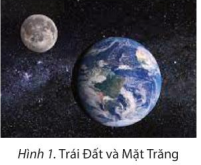 Hình 1. Trái Đất và Mặt Trăng